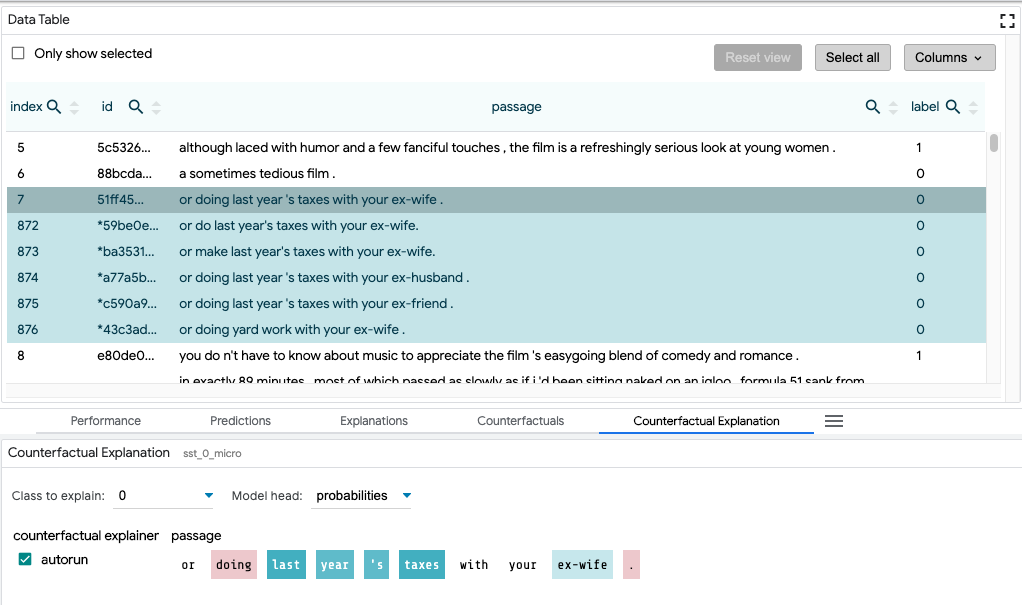 Data Table
Only show selected
Reset view Select all Columns
index id passage label
5 5c5326... although laced with humor and a few fanciful touches , the film is a refreshingly serious look at young women . 1
6 88bcda... a sometimes tedious film . 0
7 51ff45... or doing last year 's taxes with your ex-wife . 0
872 *59be0e... or do last year's taxes with your ex-wife. 0
873 *ba3531... or make last year's taxes with your ex-wife. 0
874 *a77a5b... or doing last year 's taxes with your ex-husband . 0
875 *c590a9... or doing last year 's taxes with your ex-friend . 0
876 *43c3ad... or doing yard work with your ex-wife . 0
8 e80de0... you do n't have to know about music to appreciate the film 's easygoing blend of comedy and romance . 1
in exactly 89 minutes , most of which passed as slowly as if i 'd been sitting naked on an igloo , formula 51 sank from
Performance Predictions Explanations Counterfactuals Counterfactual Explanation
Counterfactual Explanation sst_0_micro
Class to explain: 0 Model head: probabilities
counterfactual explainer passage
autorun or doing last year 's taxes with your ex-wife .